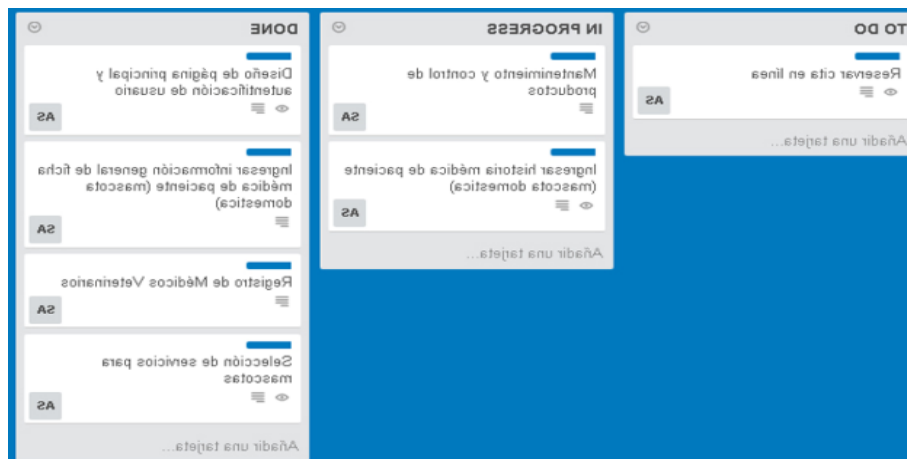 TO DO
Reservar cita en línea
AS
Añadir una tarjeta...
IN PROGRESS
Mantenimiento y control de
productos
SA
Ingresar historia médica de paciente
(mascota domestica)
AS
Añadir una tarjeta...
DONE
Diseño de página principal y
autentificación de usuario
AS
Ingresar información general de ficha
médica de paciente (mascota
domestica)
SA
Registro de Médicos Veterinarios
SA
Selección de servicios para
mascotas
AS
Añadir una tarjeta...